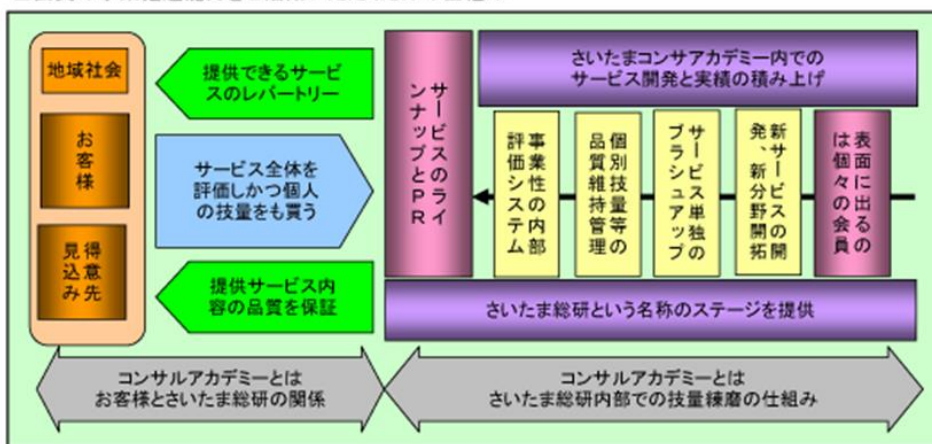 地域社会
お客様
見込み
得意先
提供できるサービ
スのレパートリー
サービス全体を
評価しかつ個人
の技量をも買う
提供サービス内
容の品質を保証
サービスのライ
ンナップとPR
さいたまコンサアカデミー内での
サービス開発と実績の積み上げ
事業性の内部
評価システム
個別技量等の
品質維持管理
サービス単独の
ブラシュアップ
新サービスの開
発、新分野開拓
表面に出るの
は個々の会員
さいたま総研という名称のステージを提供
コンサルアカデミーとは
お客様とさいたま総研の関係
コンサルアカデミーとは
さいたま総研内部での技量練磨の仕組み